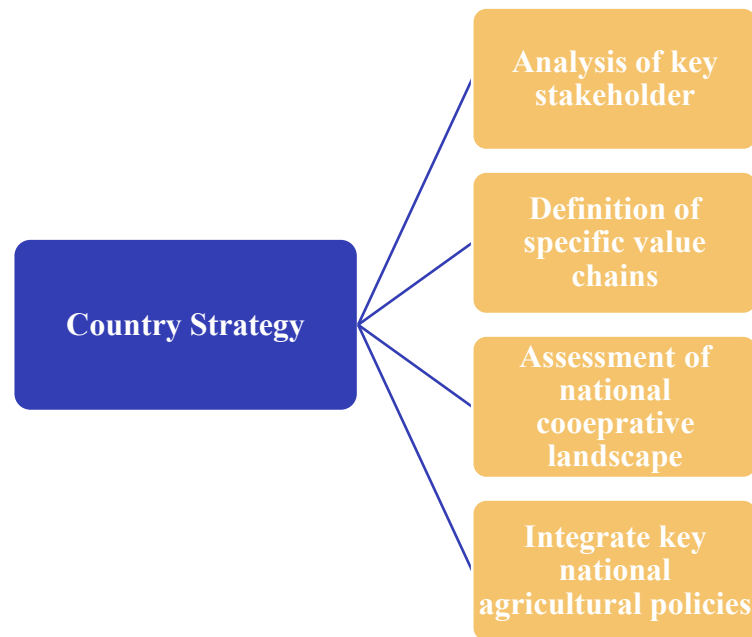 Country Strategy
Analysis of key
stakeholder
Definition of
specific value
chains
Assessment of
national
cooeprative
landscape
Integrate key
national
agricultural policies